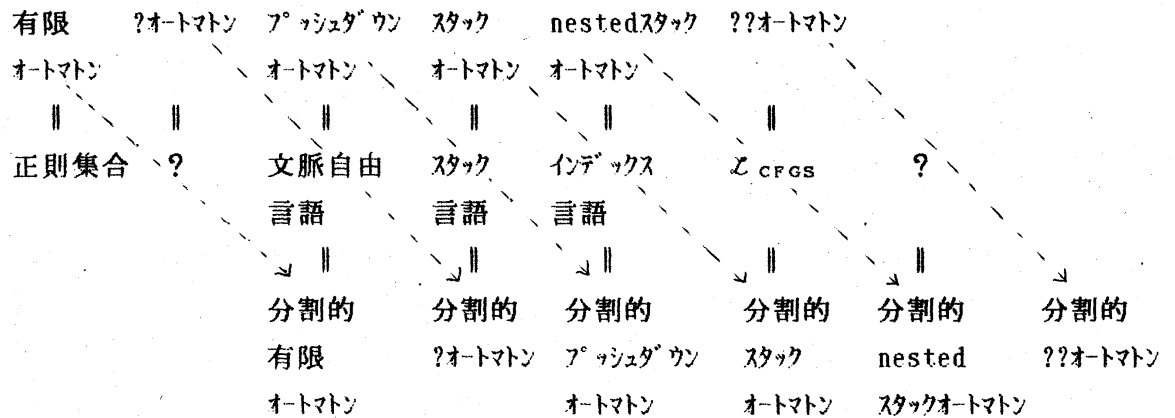 有限 ?オートマトン プッシュダウン スタック nestedスタック ??オートマトン
オートマトン オートマトン オートマトン オートマトン
‖ ‖ ‖ ‖ ‖ ‖
正則集合 ? 文脈自由 スタック インデックス ℒ CFGS ?
言語 言語 言語
‖ ‖ ‖ ‖ ‖
分割的 分割的 分割的 分割的 分割的 分割的
有限 ?オートマトン プッシュダウン スタック nested ??オートマトン
オートマトン オートマトン オートマトン スタックオートマトン